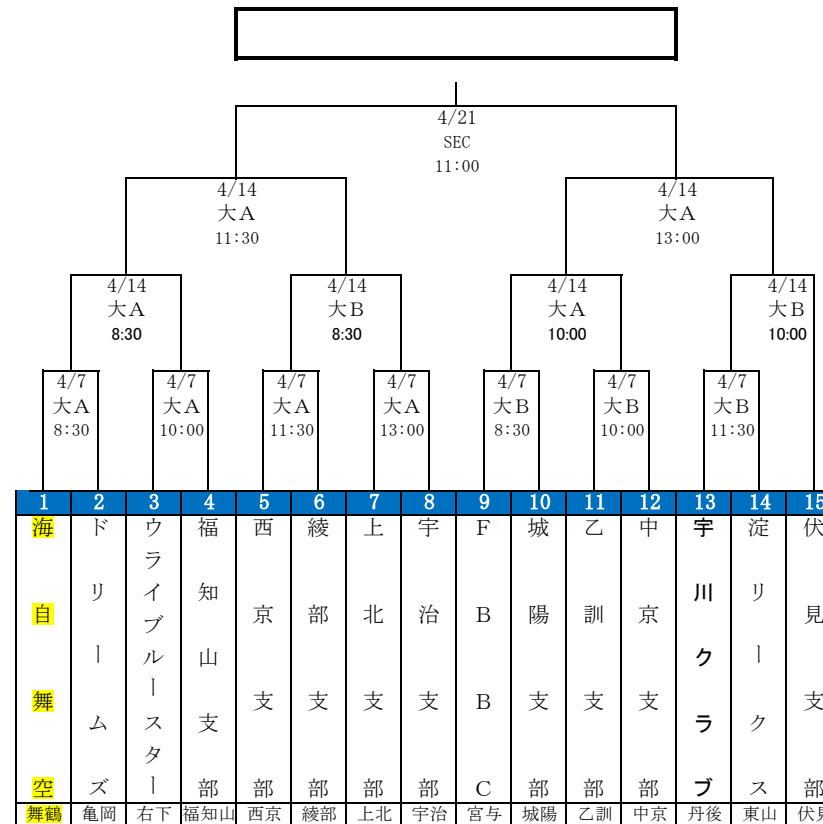 4/21
SEC
11:00
4/14
大A
11:30
4/14
大A
13:00
4/14
大A
8:30
4/14
大B
8:30
4/14
大A
10:00
4/14
大B
10:00
4/7
大A
8:30
4/7
大A
10:00
4/7
大A
11:30
4/7
大A
13:00
4/7
大B
8:30
4/7
大B
10:00
4/7
大B
11:30
1 2 3 4 5 6 7 8 9 10 11 12 13 14 15
海自舞空
ドリームズ
ウライブルースター
福知山支部
西京支部
綾部支部
上北支部
宇治支部
FBBC
城陽支部
乙訓支部
中京支部
宇川クラブ
淀リークス
伏見支部
舞鶴 亀岡 右下 福知山 西京 綾部 上北 宇治 宮与 城陽 乙訓 中京 丹後 東山 伏見